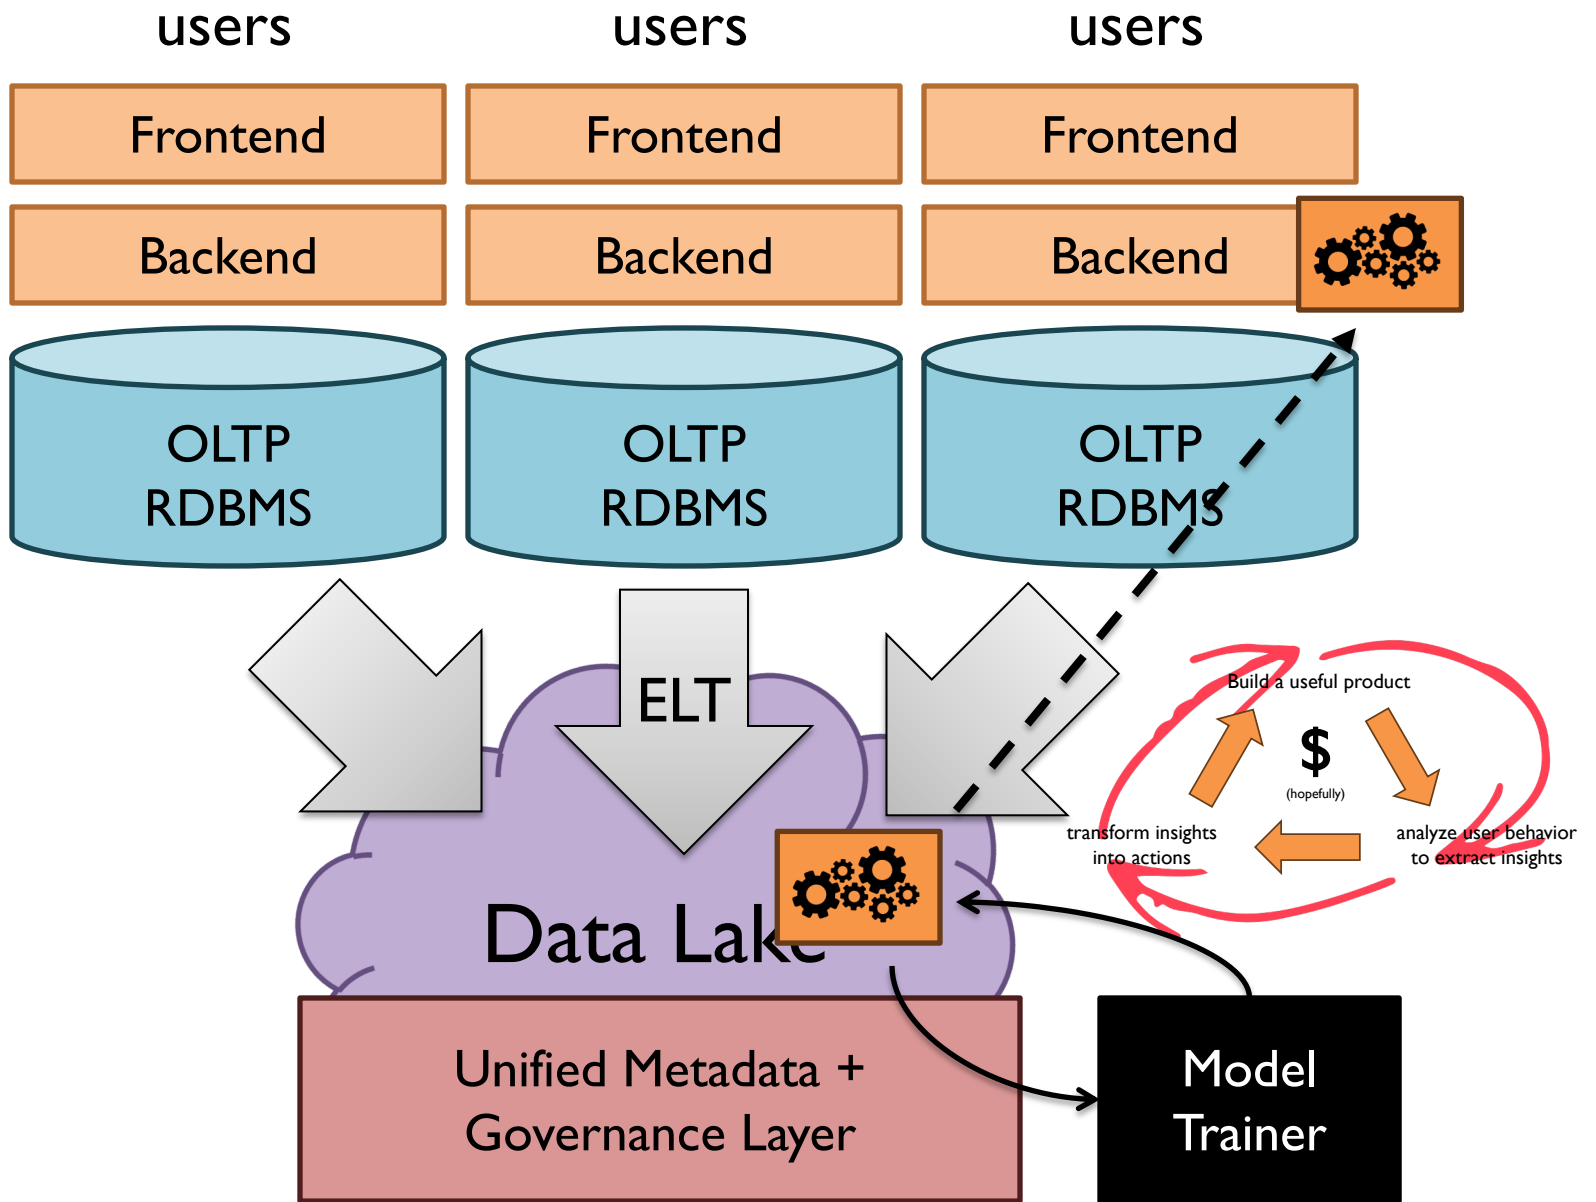 users
users
users
Frontend
Frontend
Frontend
Backend
Backend
Backend
OLTP
RDBMS
OLTP
RDBMS
OLTP
RDBMS
ELT
Build a useful product
$
(hopefully)
transform insights
into actions
analyze user behavior
to extract insights
Data Lake
Unified Metadata +
Governance Layer
Model
Trainer